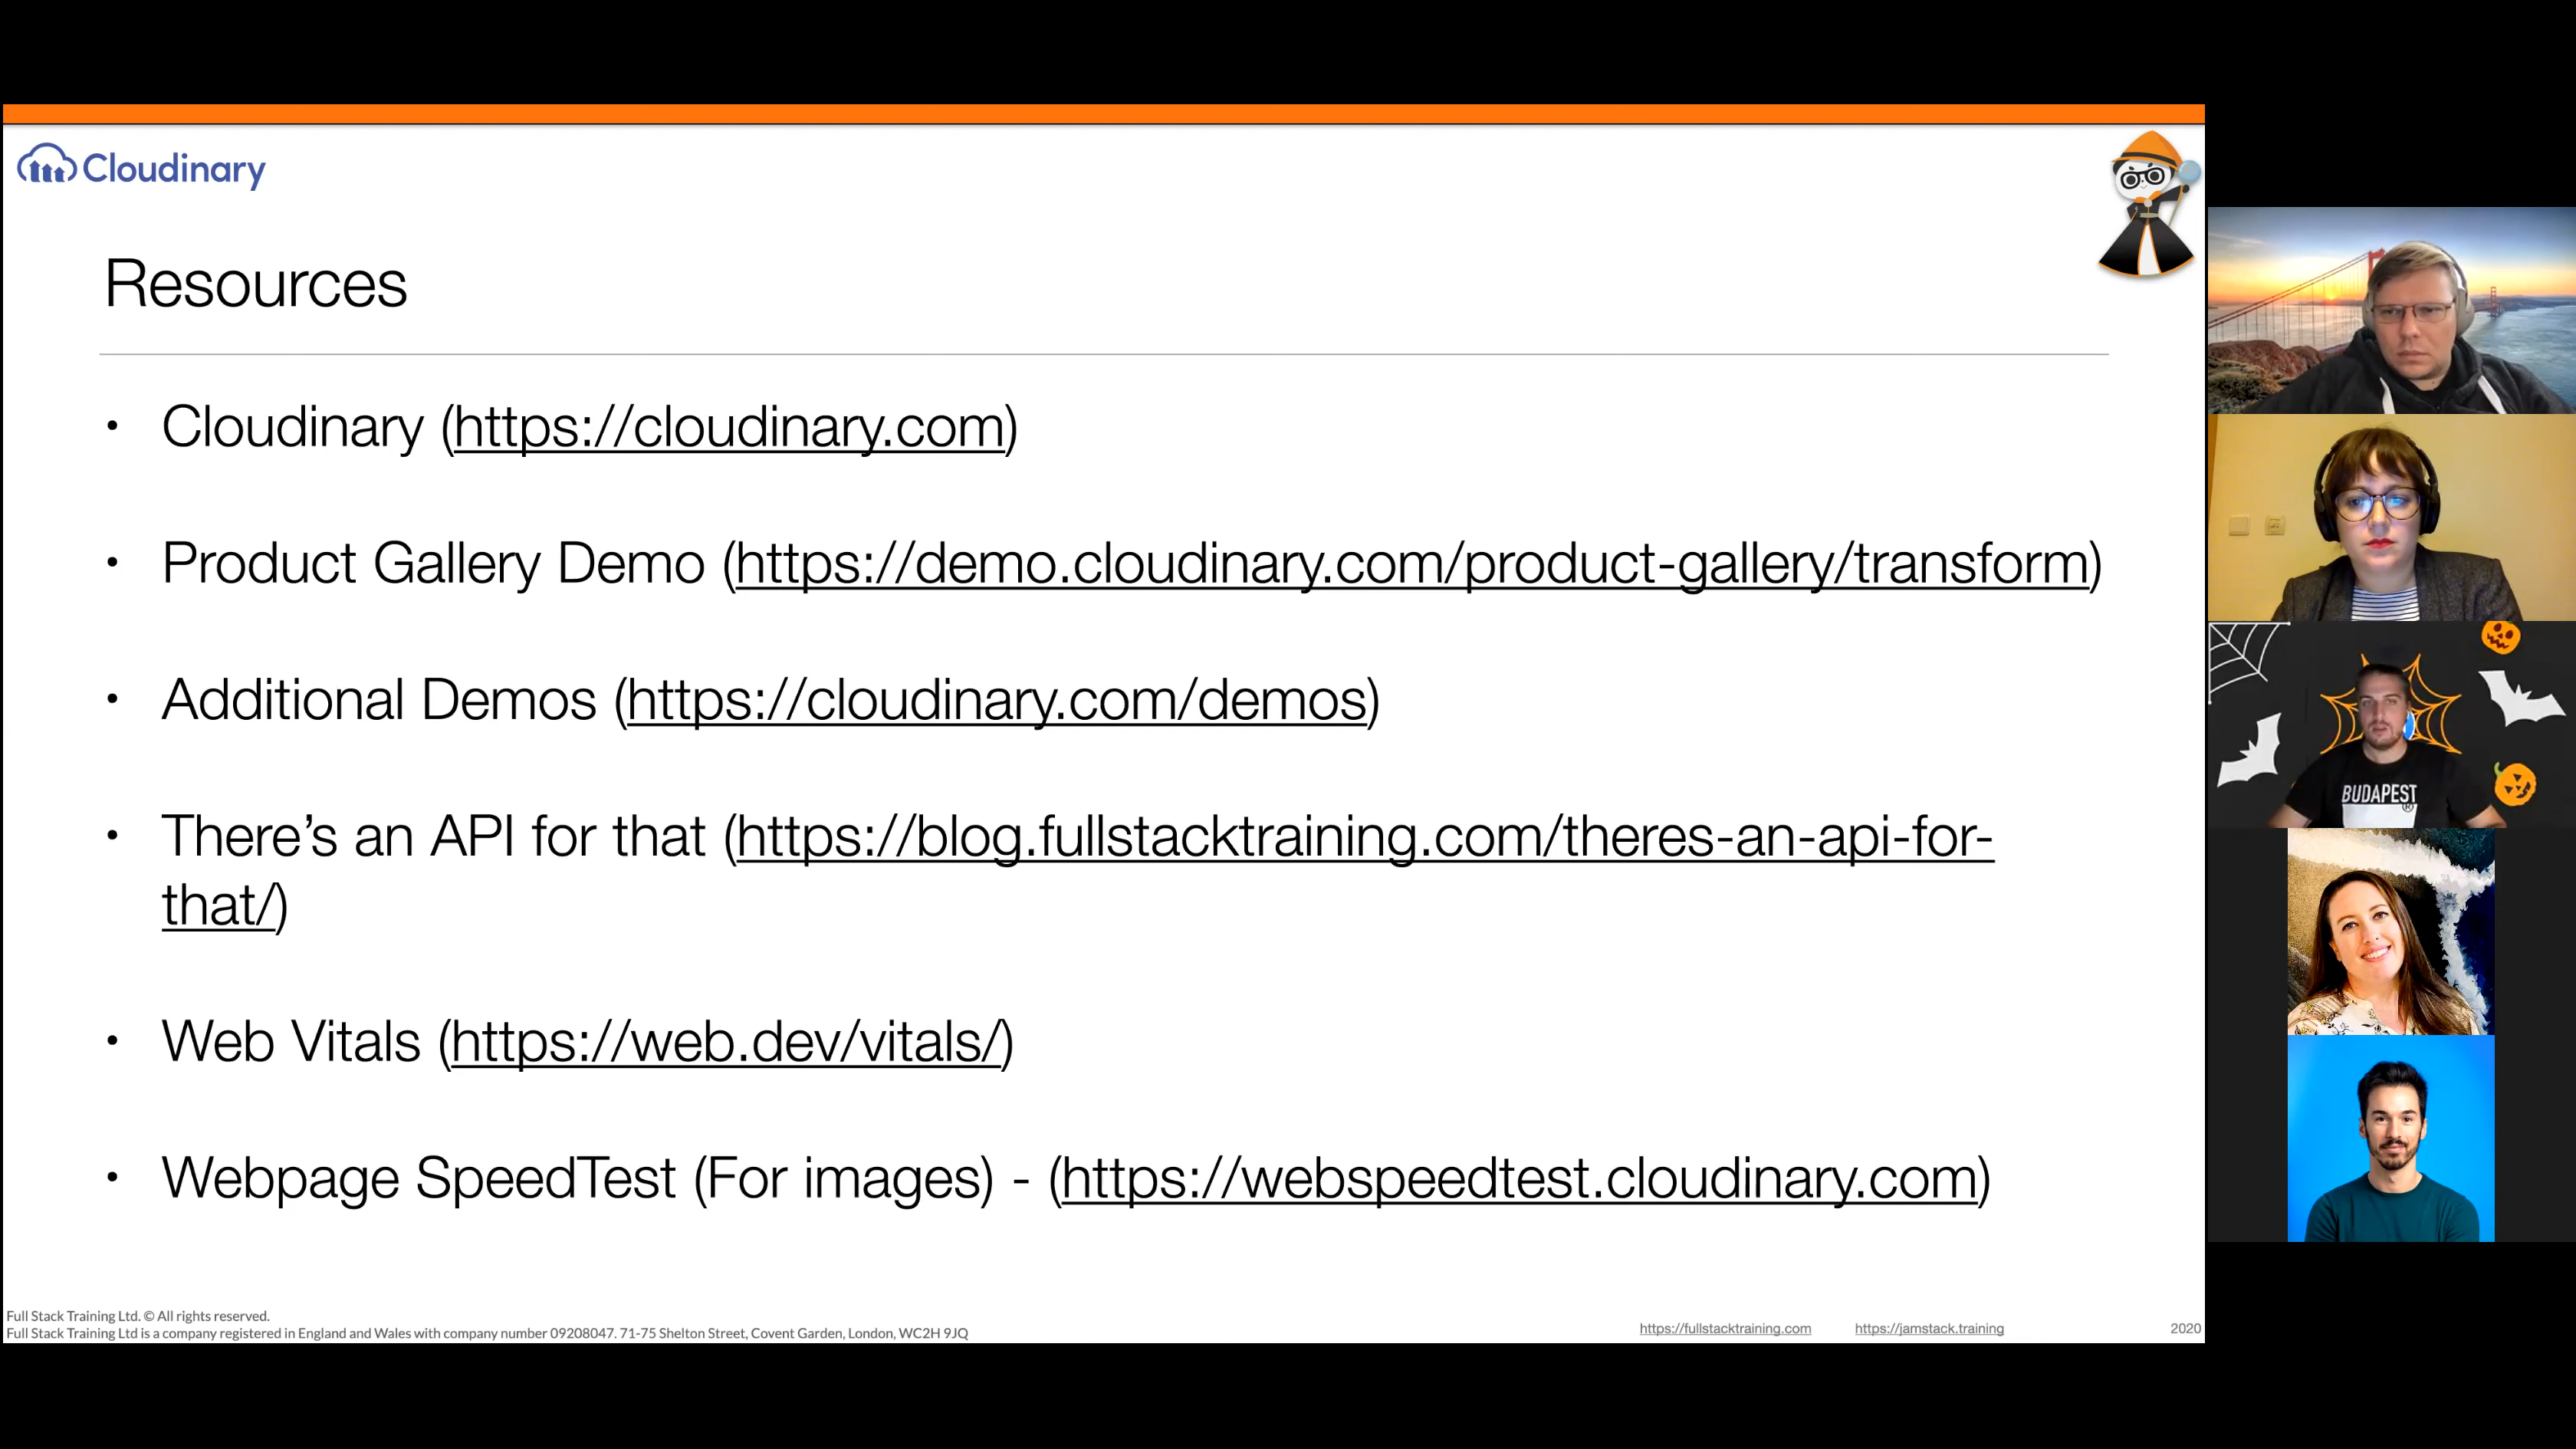 Cloudinary
Resources
• Cloudinary (https://cloudinary.com)
• Product Gallery Demo (https://demo.cloudinary.com/product-gallery/transform)
• Additional Demos (https://cloudinary.com/demos)
• There’s an API for that (https://blog.fullstacktraining.com/theres-an-api-for-
that/)
• Web Vitals (https://web.dev/vitals/)
• Webpage SpeedTest (For images) - (https://webspeedtest.cloudinary.com)
Full Stack Training Ltd. © All rights reserved.
Full Stack Training Ltd is a company registered in England and Wales with company number 09208047. 71-75 Shelton Street, Covent Garden, London, WC2H 9JQ
https://fullstacktraining.com https://jamstack.training 2020
BUDAPEST
®